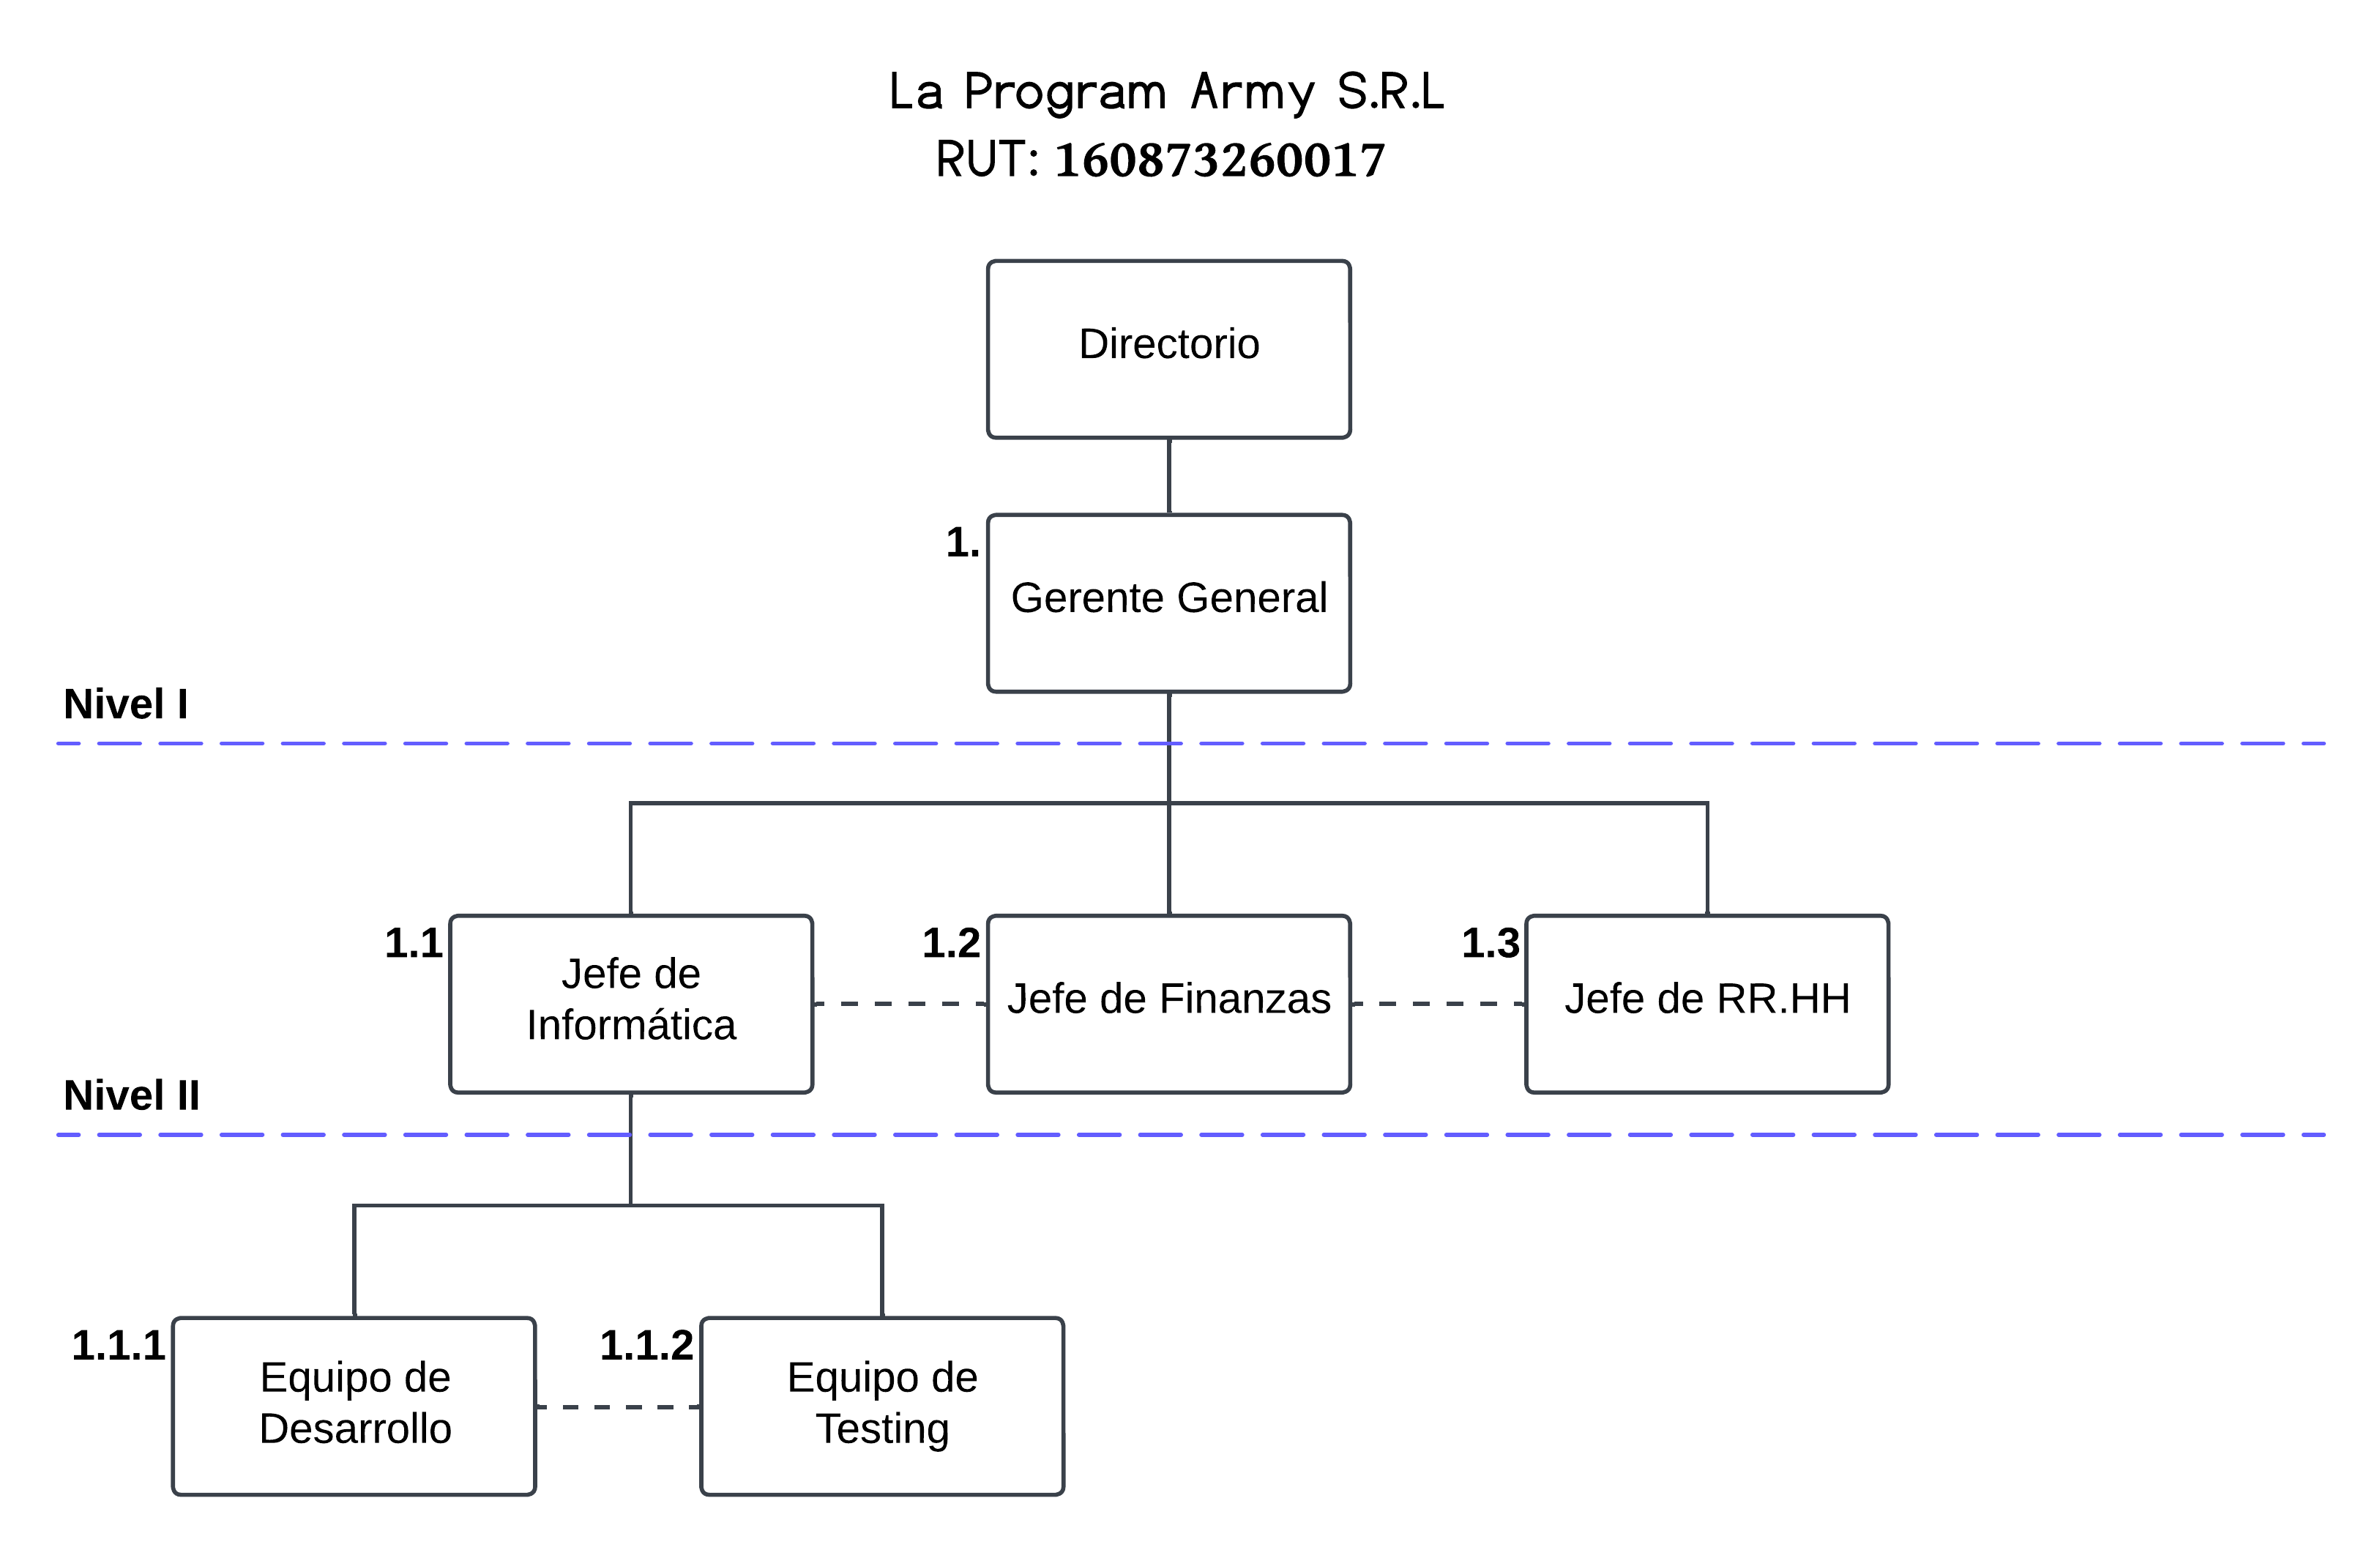 La Program Army S.R.L
RUT: 160873260017
Directorio
1.
Gerente General
Nivel I
1.1
Jefe de
Informática
1.2
Jefe de Finanzas
1.3
Jefe de RR.HH
Nivel II
1.1.1
Equipo de
Desarrollo
1.1.2
Equipo de
Testing